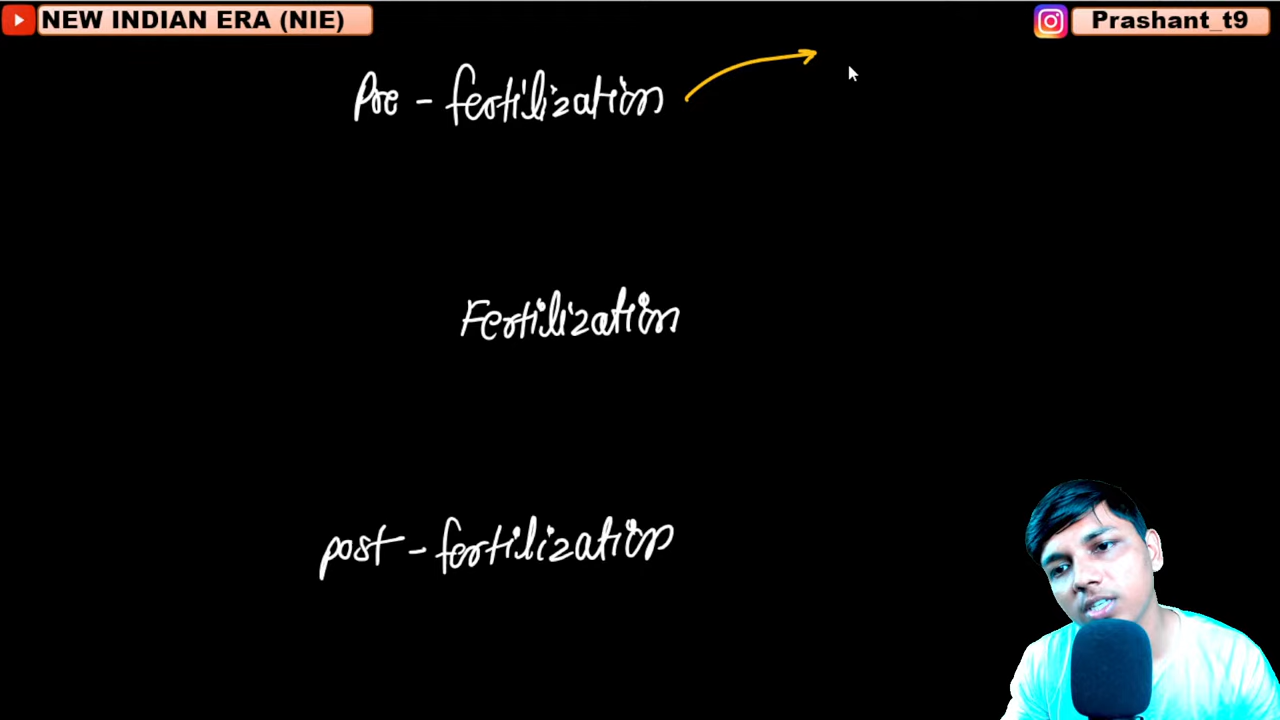 NEW INDIAN ERA (NIE)
Prashant_t9
Pre - fertilization
Fertilization
post - fertilization